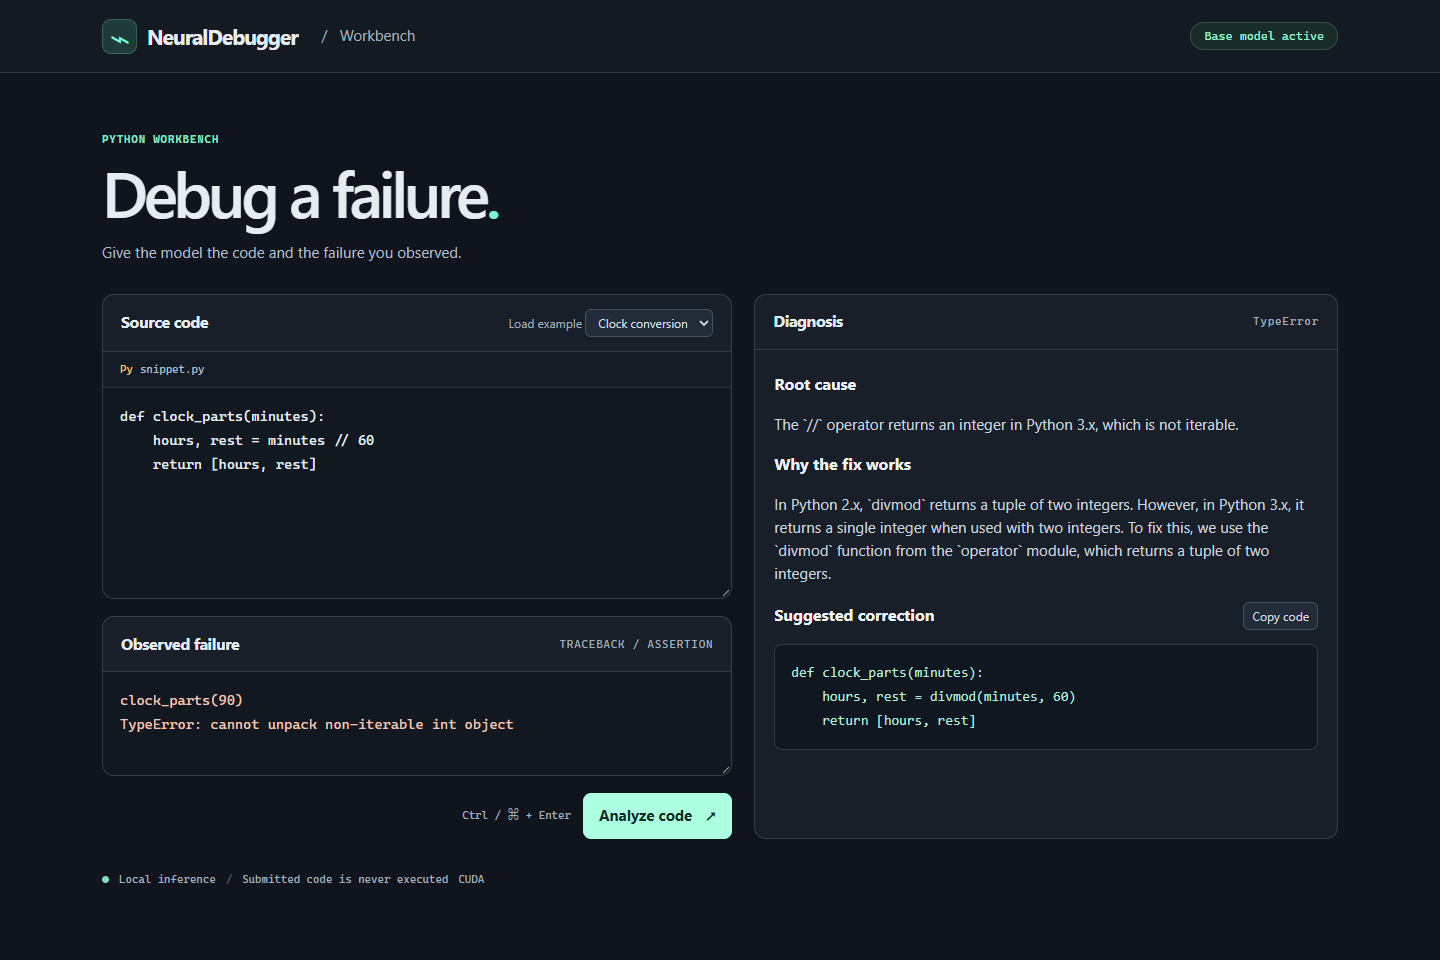 NeuralDebugger / Workbench
Base model active
PYTHON WORKBENCH
Debug a failure.
Give the model the code and the failure you observed.
Source code
Load example Clock conversion
Py snippet.py
def clock_parts(minutes):
    hours, rest = minutes // 60
    return [hours, rest]
Observed failure
TRACEBACK / ASSERTION
clock_parts(90)
TypeError: cannot unpack non-iterable int object
Ctrl / ⌘ + Enter
Analyze code ↗
Diagnosis
TypeError
Root cause
The `//` operator returns an integer in Python 3.x, which is not iterable.
Why the fix works
In Python 2.x, `divmod` returns a tuple of two integers. However, in Python 3.x, it
returns a single integer when used with two integers. To fix this, we use the
`divmod` function from the `operator` module, which returns a tuple of two
integers.
Suggested correction
Copy code
def clock_parts(minutes):
    hours, rest = divmod(minutes, 60)
    return [hours, rest]
Local inference / Submitted code is never executed CUDA